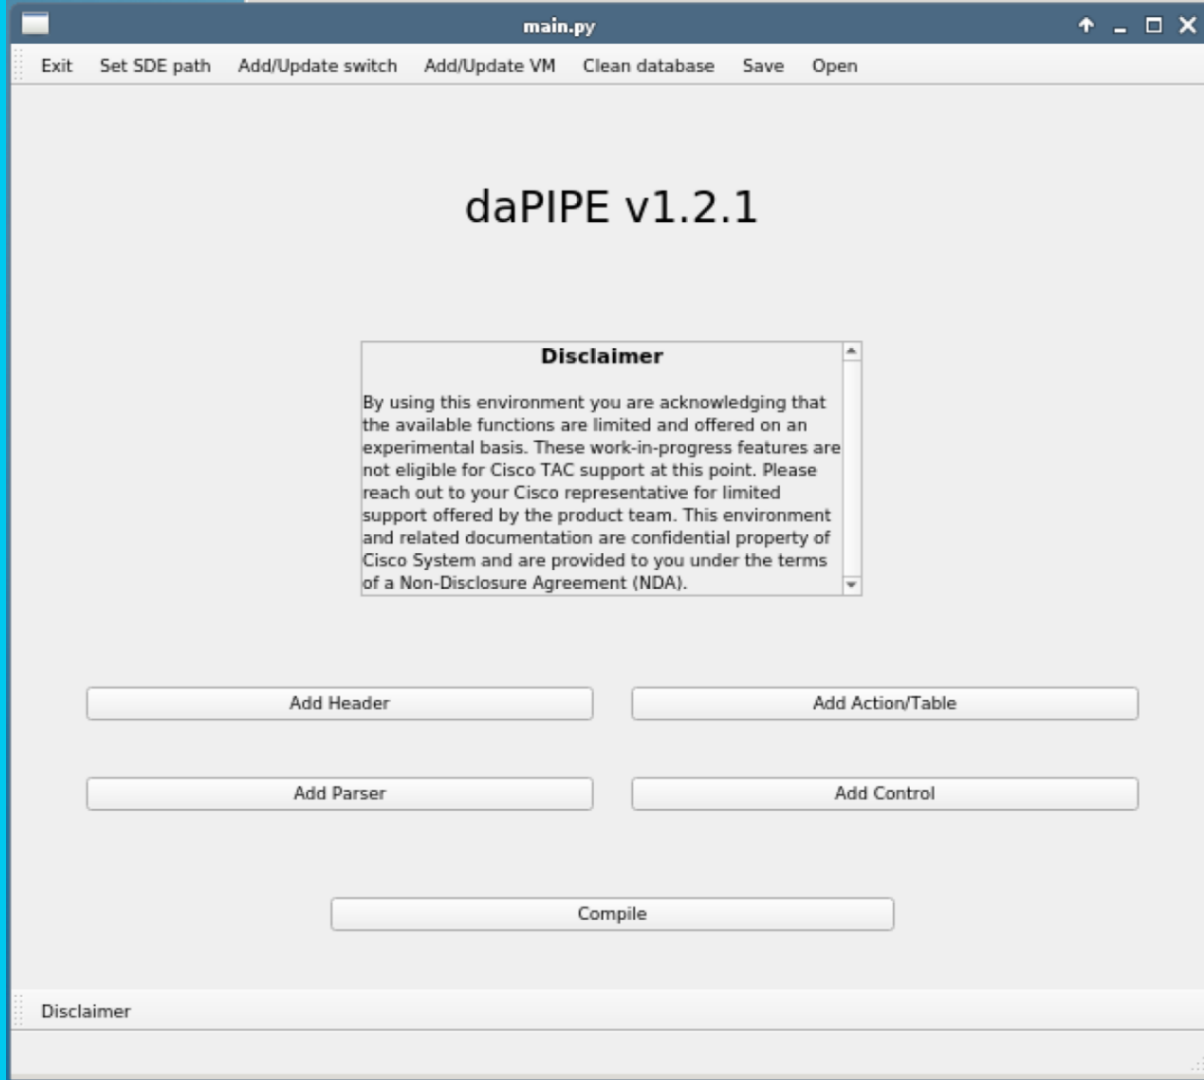 main.py
Exit Set SDE path Add/Update switch Add/Update VM Clean database Save Open
daPIPE v1.2.1
Disclaimer
By using this environment you are acknowledging that
the available functions are limited and offered on an
experimental basis. These work-in-progress features are
not eligible for Cisco TAC support at this point. Please
reach out to your Cisco representative for limited
support offered by the product team. This environment
and related documentation are confidential property of
Cisco System and are provided to you under the terms
of a Non-Disclosure Agreement (NDA).
Add Header Add Action/Table
Add Parser Add Control
Compile
Disclaimer